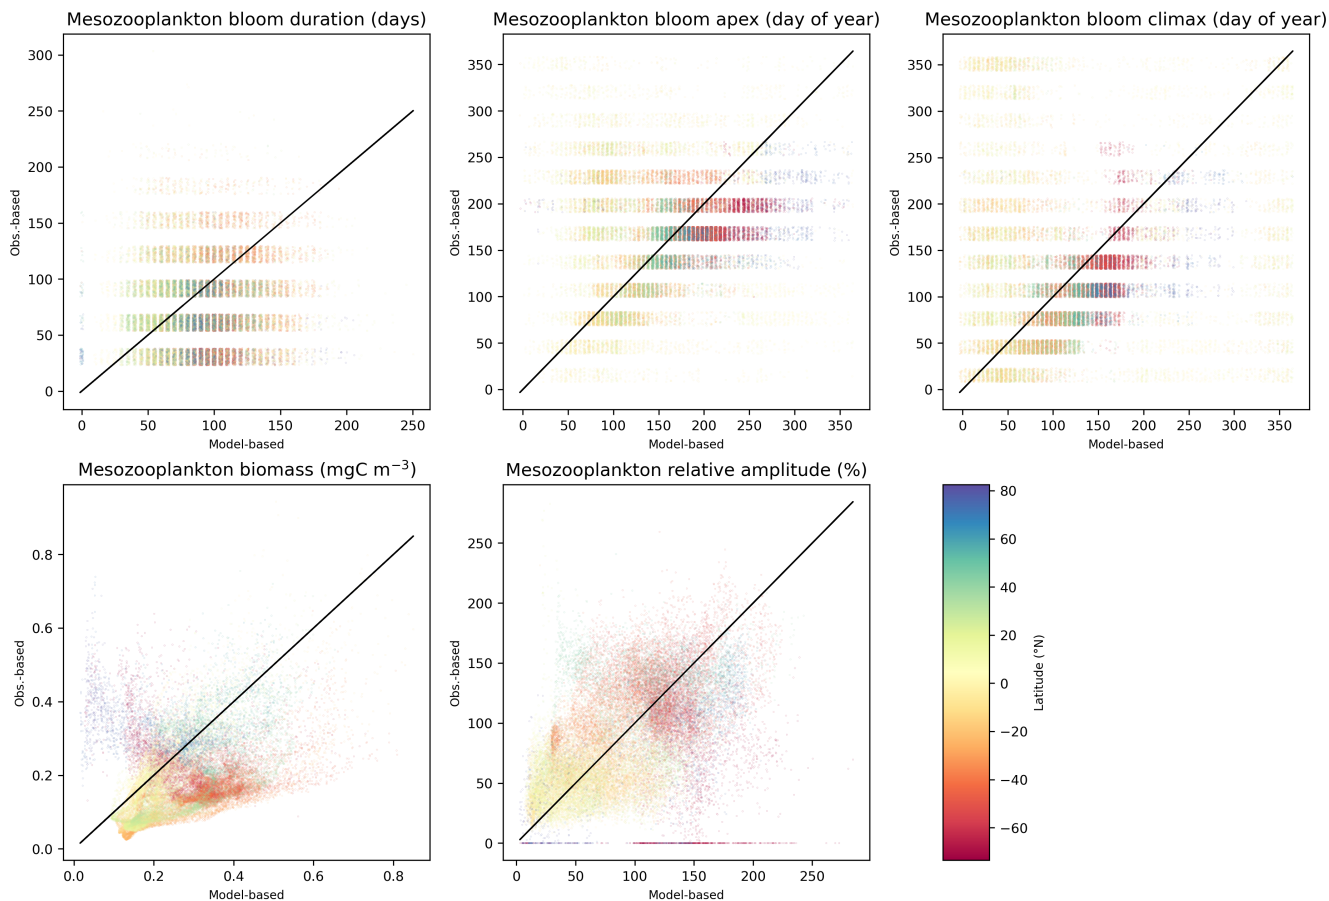 Mesozooplankton bloom duration (days)
300
250
200
150
100
50
0
0 50 100 150 200 250
Obs.-based
Model-based
Mesozooplankton bloom apex (day of year)
350
300
250
200
150
100
50
0
0 50 100 150 200 250 300 350
Obs.-based
Model-based
Mesozooplankton bloom climax (day of year)
350
300
250
200
150
100
50
0
0 50 100 150 200 250 300 350
Obs.-based
Model-based
Mesozooplankton biomass (mgC m⁻³)
0.8
0.6
0.4
0.2
0.0
0.0 0.2 0.4 0.6 0.8
Obs.-based
Model-based
Mesozooplankton relative amplitude (%)
250
200
150
100
50
0
0 50 100 150 200 250
Obs.-based
Model-based
80
60
40
20
0
−20
−40
−60
Latitude (°N)